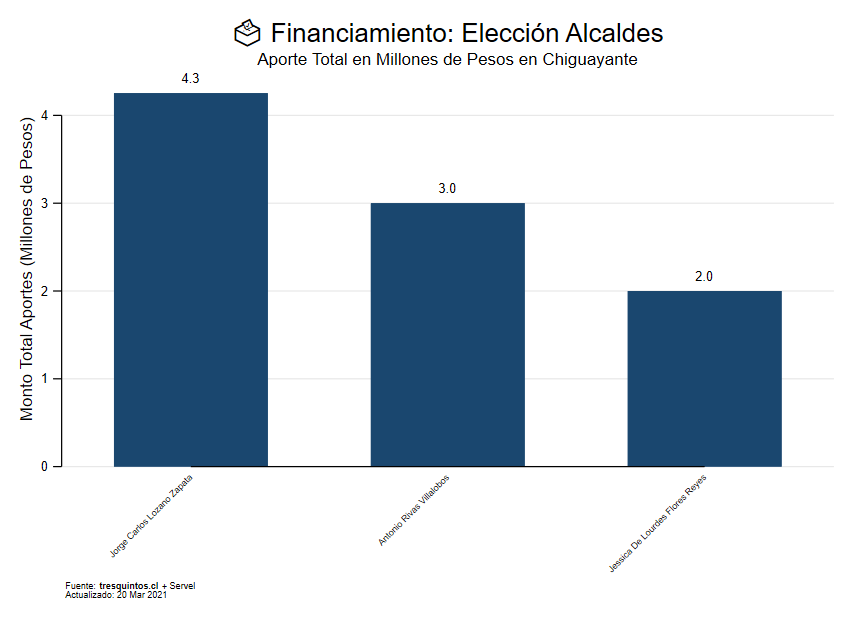 Financiamiento: Elección Alcaldes
Aporte Total en Millones de Pesos en Chiguayante
Monto Total Aportes (Millones de Pesos)
4
3
2
1
0
4.3
3.0
2.0
Jorge Carlos Lozano Zapata
Antonio Rivas Villalobos
Jessica De Lourdes Flores Reyes
Fuente: tresquintos.cl + Servel
Actualizado: 20 Mar 2021